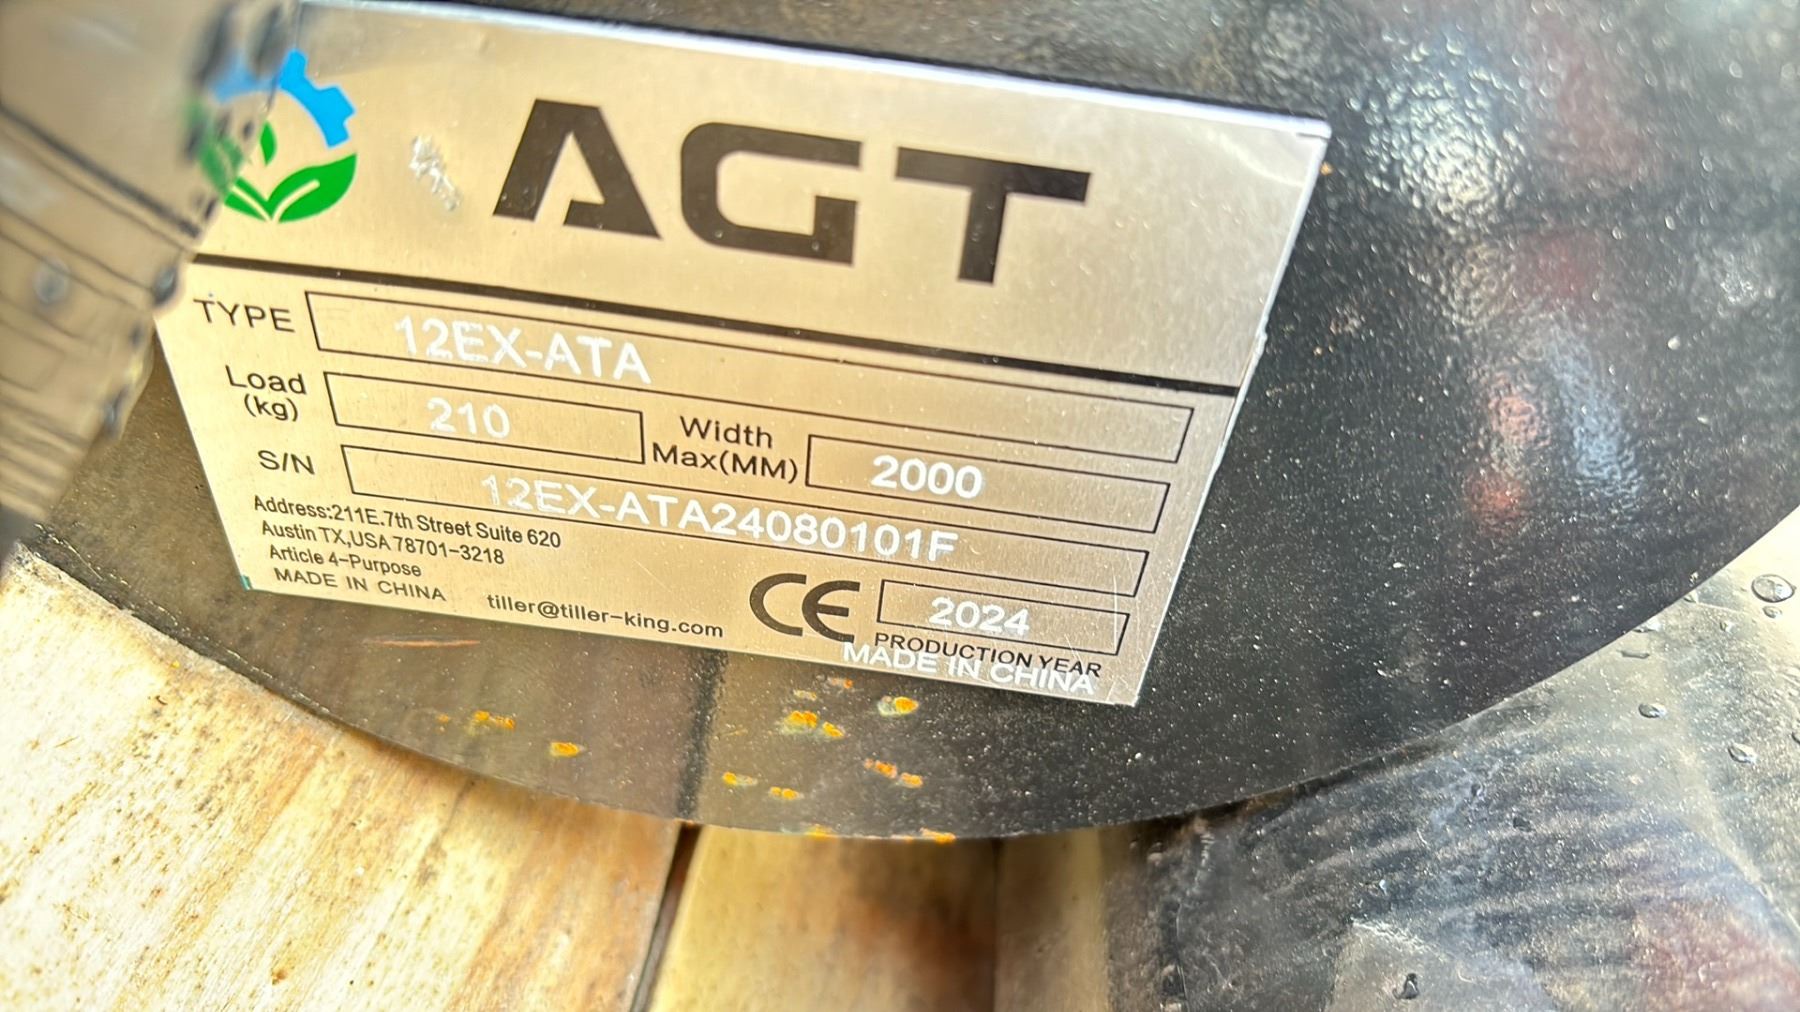 AGT
TYPE 12EX-ATA
Load (kg) 210 Width Max(MM) 2000
S/N 12EX-ATA24080101F
Address:211E.7th Street Suite 620
Austin TX,USA 78701-3218
Article 4-Purpose
MADE IN CHINA
tiller@tiller-king.com
CE
2024
PRODUCTION YEAR
MADE IN CHINA